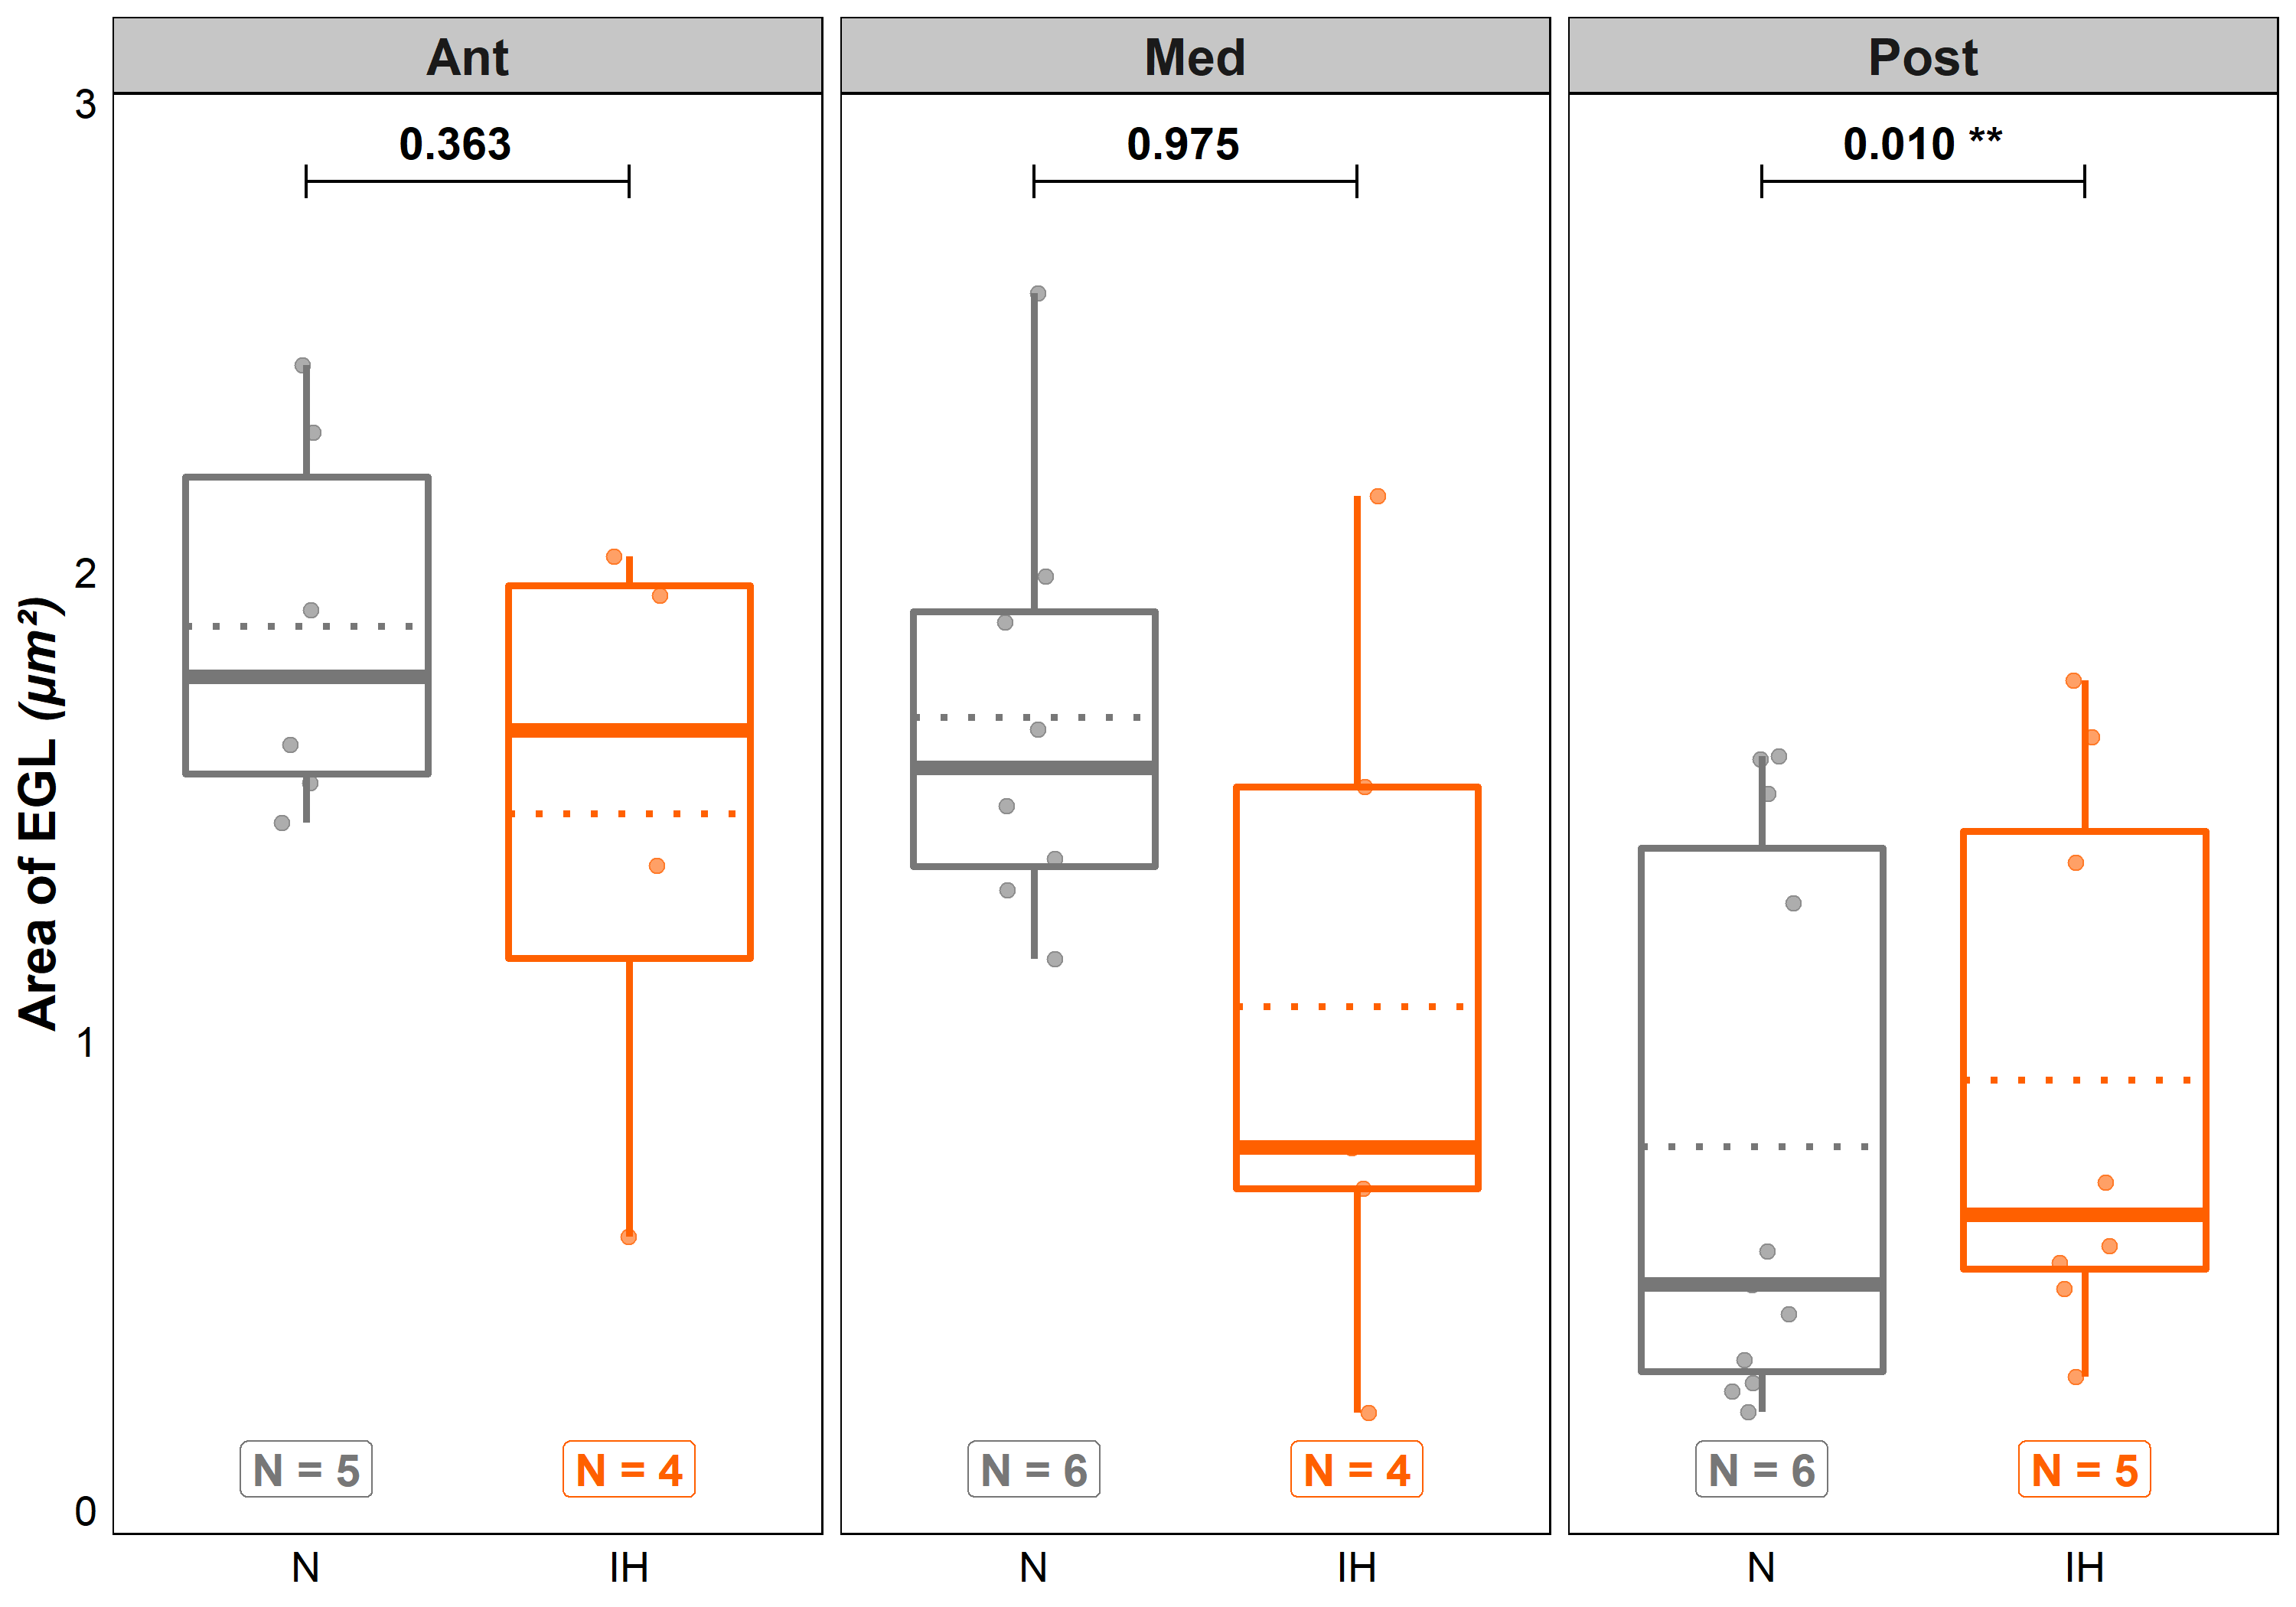 Ant
Med
Post
0.363
0.975
0.010 **
3
2
1
0
Area of EGL (µm²)
N = 5
N = 4
N = 6
N = 4
N = 6
N = 5
N
IH
N
IH
N
IH